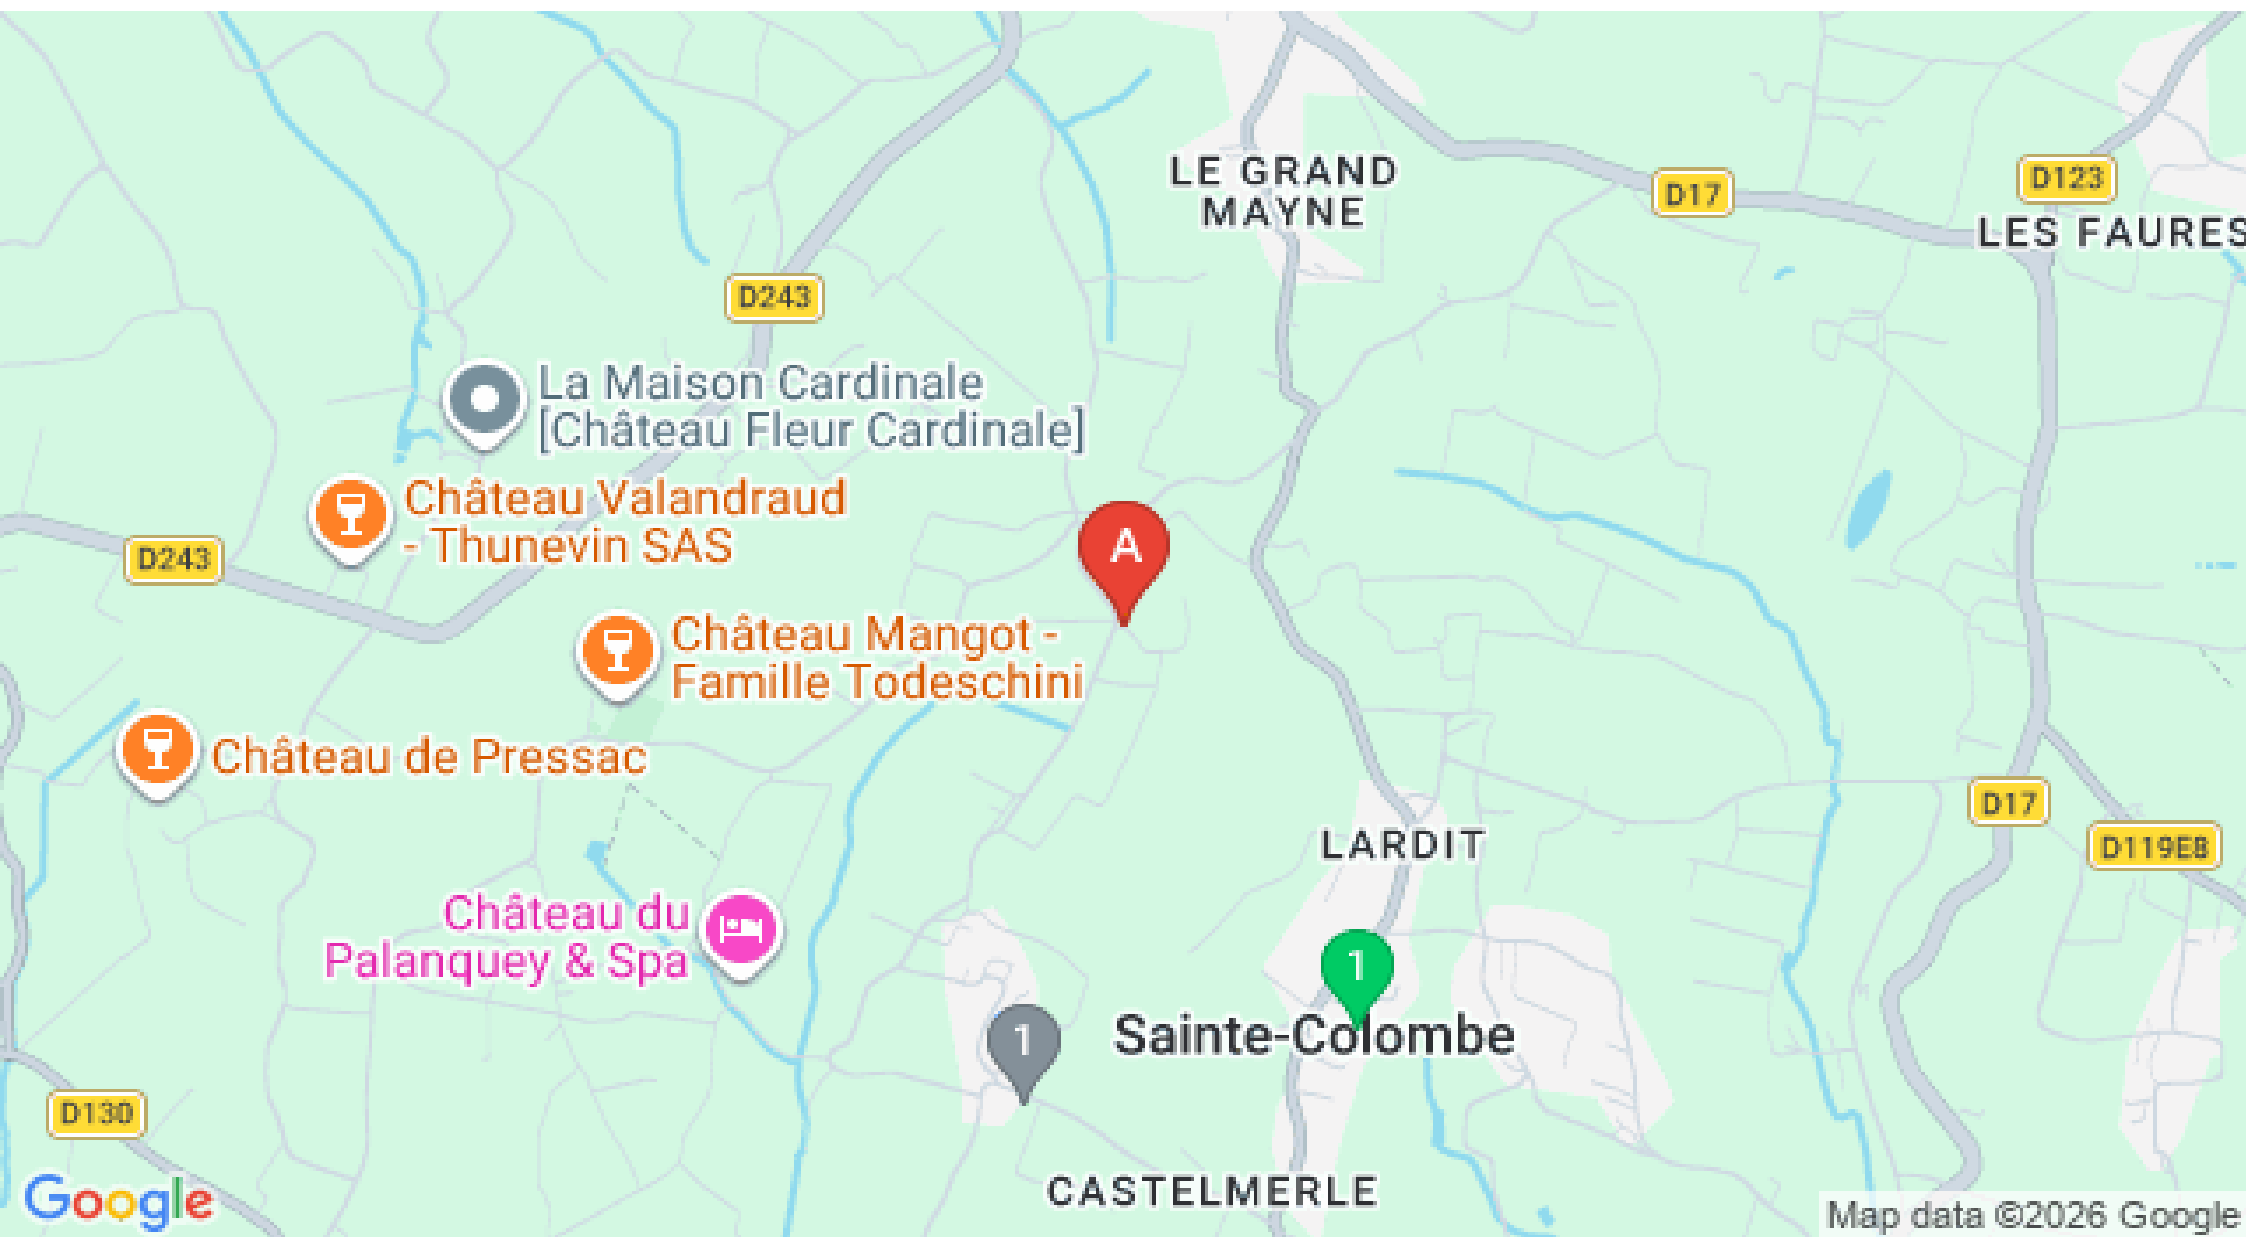 LE GRAND
MAYNE
D17
D123
LES FAURES
D243
La Maison Cardinale
[Château Fleur Cardinale]
Château Valandraud
- Thunevin SAS
A
D243
Château Mangot -
Famille Todeschini
Château de Pressac
D17
LARDIT
D119E8
Château du
Palanquey & Spa
1
1
Sainte-Colombe
D130
CASTELMERLE
Google
Map data ©2026 Google